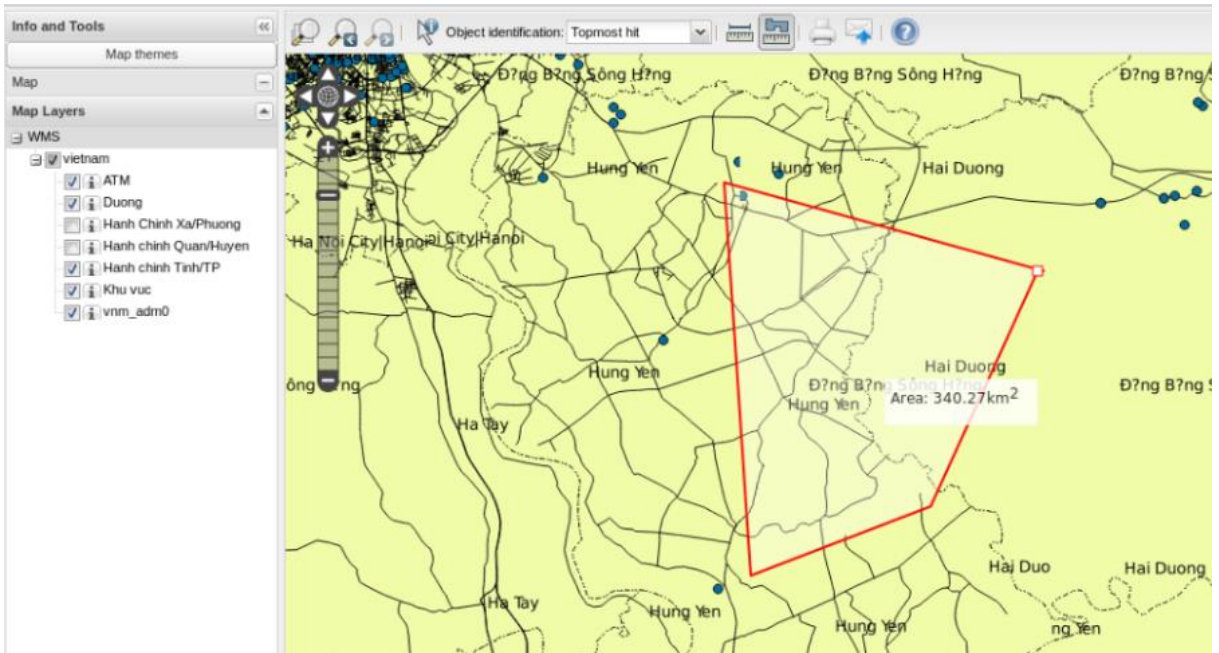 Info and Tools
Map themes
Map
Map Layers
WMS
vietnam
ATM
Duong
Hanh Chinh Xa/Phuong
Hanh chinh Quan/Huyen
Hanh chinh Tinh/TP
Khu vuc
vnm_adm0
Object identification: Topmost hit
Đ?ng B?ng Sông H?ng
Đ?ng B?ng Sông H?ng
Đ?ng B?ng S
Hung Yen
Hung Yen
Hai Duong
Ha Noi City|Hanoi
ai City|Hanoi
Hai Duong
Hung Yen
ông
ng
Đ?ng B?ng Sông H?ng
Đ?ng B?ng S
Area: 340.27km2
Hung Yen
Ha Tay
Hai Duo
Hai Duong
Ha Tay
Hung Yen
Hung Yen
ng Yen